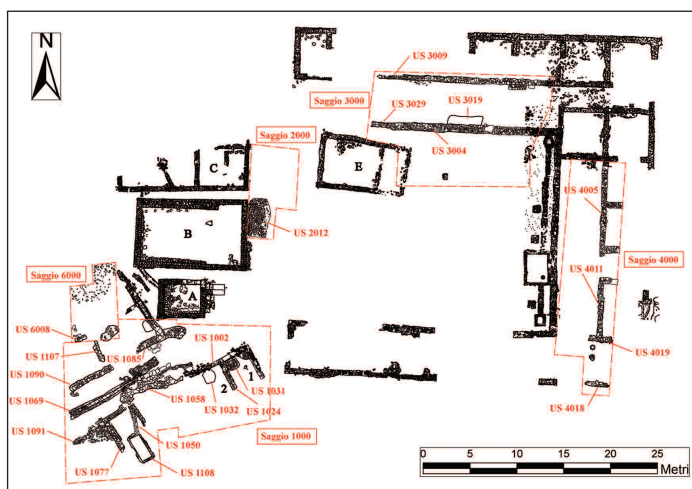 N
US 3009
Saggio 3000
US 3029
US 3019
Saggio 2000
US 3004
C
E
US 4005
B
US 2012
Saggio 6000
Saggio 4000
US 4011
A
US 6008
US 1002
US 1107
US 1085
US 4019
1
US 1090
2
US 1031
US 1058
US 1032
US 1024
US 4018
US 1069
US 1091
US 1050
Saggio 1000
US 1077
US 1108
0 5 10 15 20 25
Metri